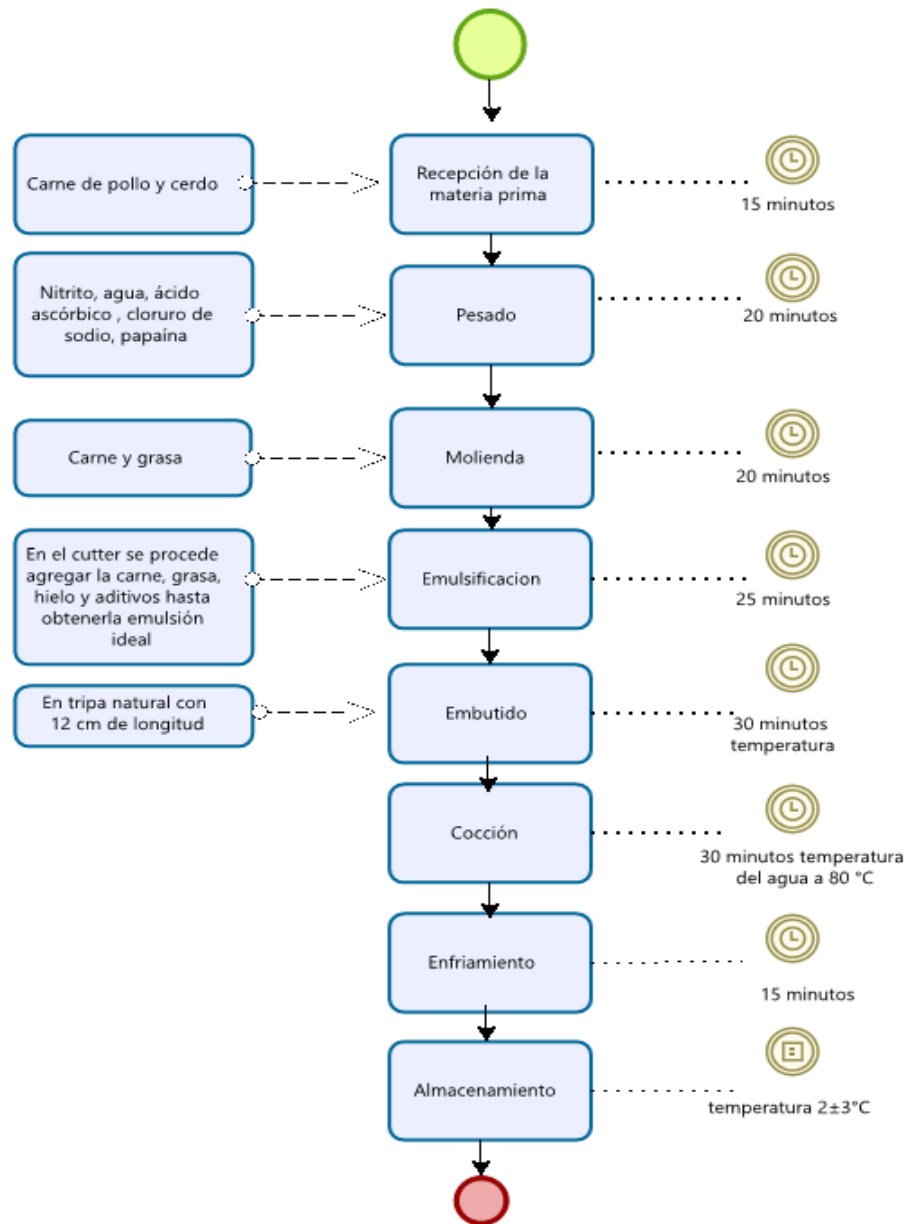 Carne de pollo y cerdo
Recepción de la
materia prima
15 minutos
Nitrito, agua, ácido
ascórbico , cloruro de
sodio, papaína
Pesado
20 minutos
Carne y grasa
Molienda
20 minutos
En el cutter se procede
agregar la carne, grasa,
hielo y aditivos hasta
obtenerla emulsión
ideal
Emulsificacion
25 minutos
En tripa natural con
12 cm de longitud
Embutido
30 minutos
temperatura
Cocción
30 minutos temperatura
del agua a 80 °C
Enfriamiento
15 minutos
Almacenamiento
temperatura 2±3°C